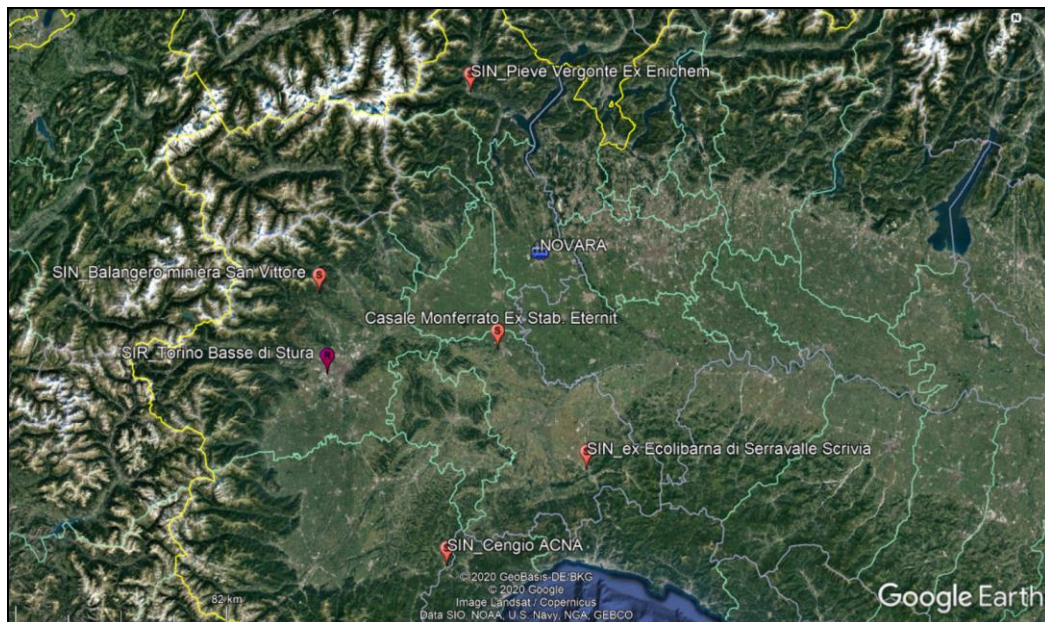 N
SIN_Pieve Vergonte Ex Enichem
NOVARA
SIN_Balangero miniera San Vittore
S
Casale Monferrato Ex Stab. Eternit
S
SIR_Torino Basse di Stura
R
SIN_ex Ecolibarna di Serravalle Scrivia
SIN_Cengio ACNA
© 2020 GeoBasis-DE/BKG
© 2020 Google
Image Landsat / Copernicus
Data SIO, NOAA, U.S. Navy, NGA, GEBCO
82 km
Google Earth